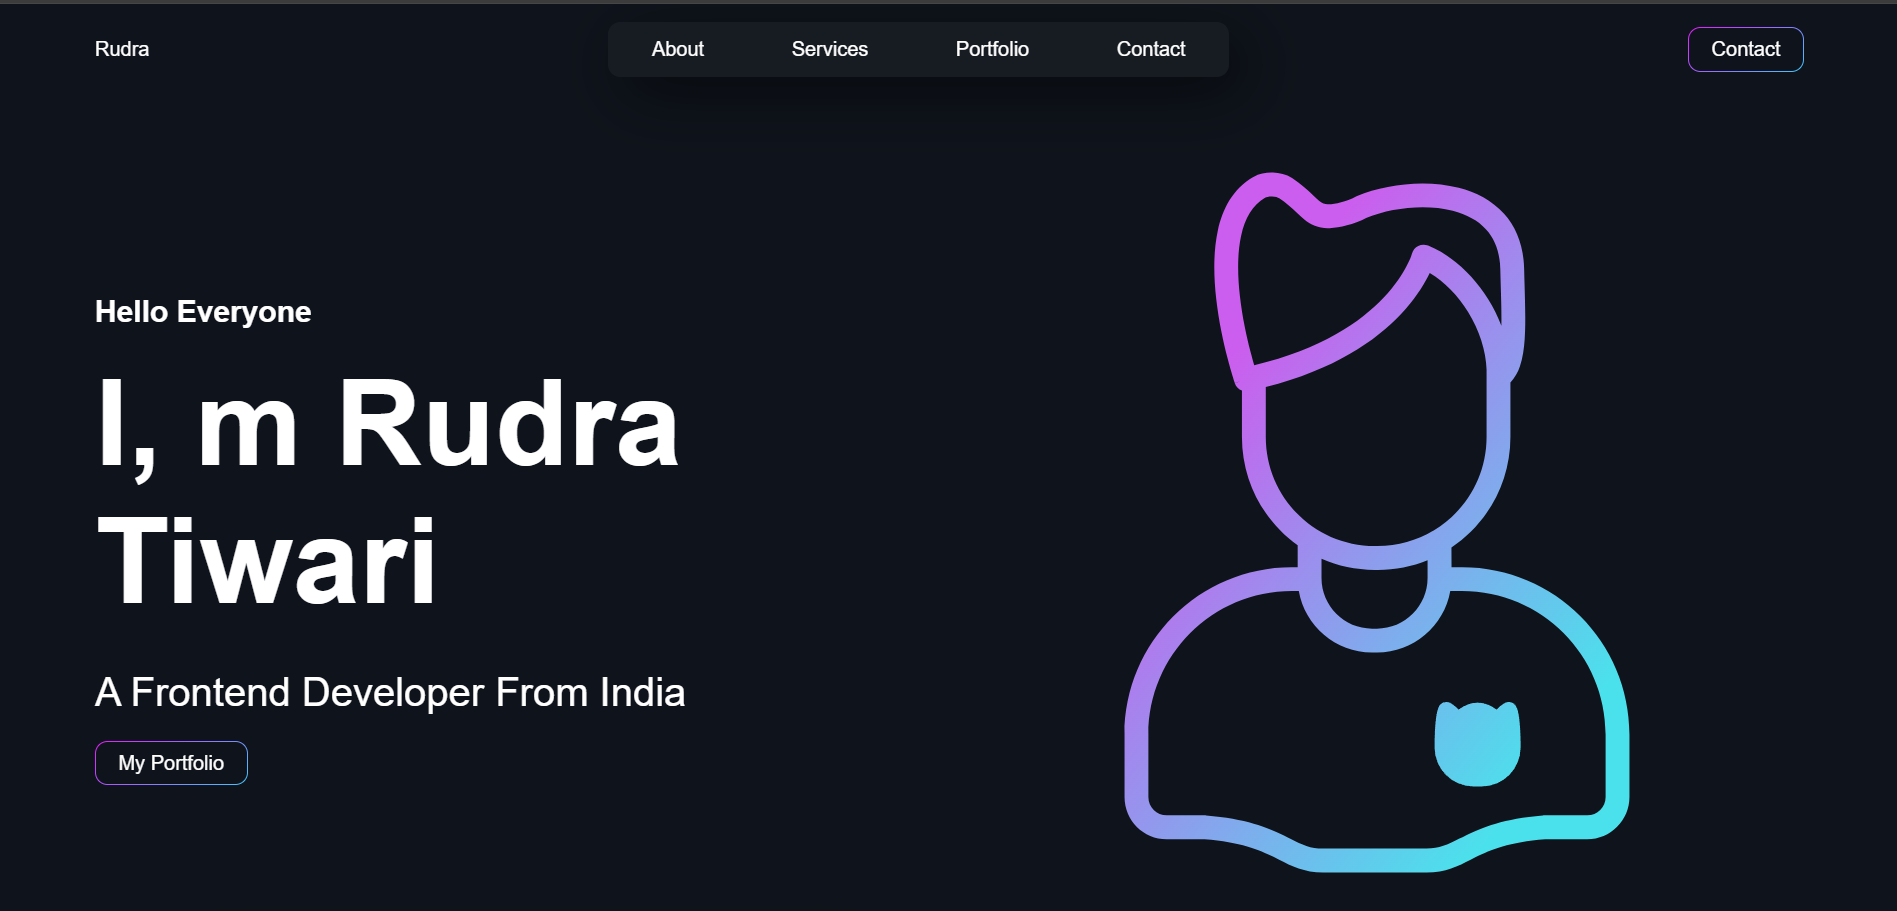 Rudra
About
Services
Portfolio
Contact
Contact
Hello Everyone
I, m Rudra
Tiwari
A Frontend Developer From India
My Portfolio